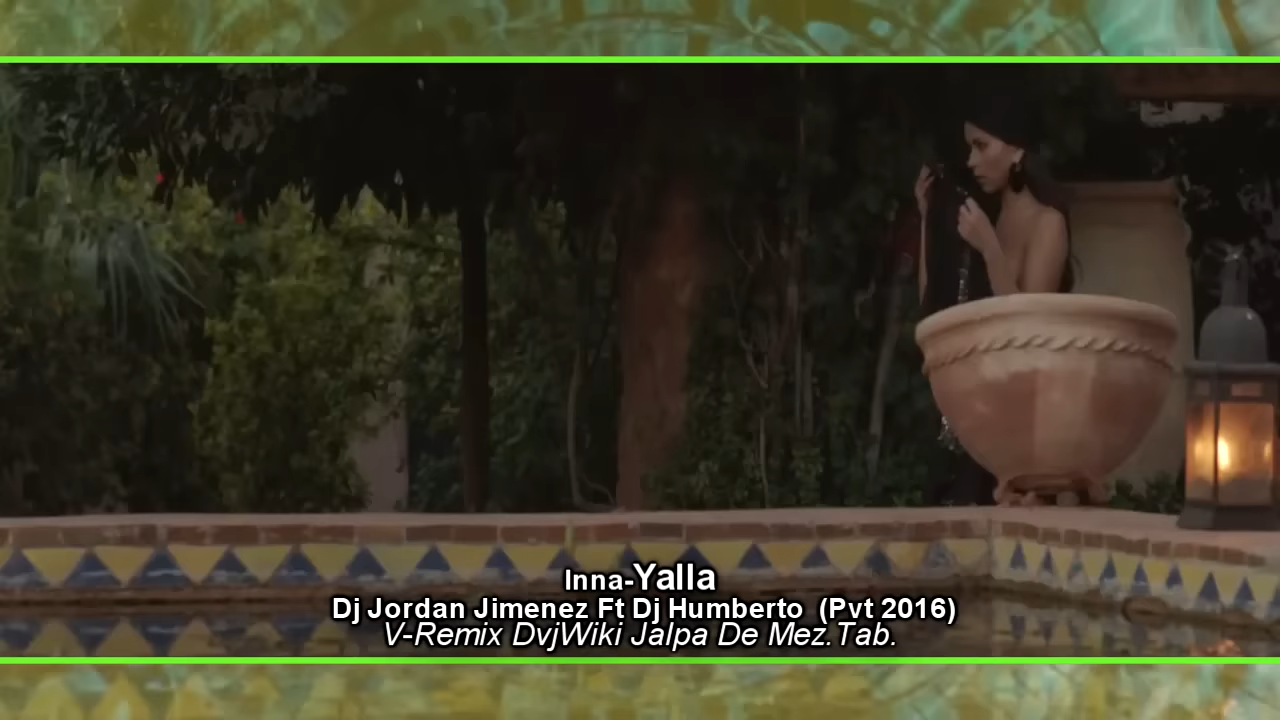 Inna-Yalla
Dj Jordan Jimenez Ft Dj Humberto (Pvt 2016)
V-Remix DvjWiki Jalpa De Mez.Tab.